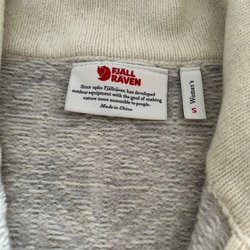 FJÄLL
RÄVEN
Since 1960 Fjällräven has developed
outdoor equipment with the goal of making
nature more accessible to people.
Made in China
Women's
S